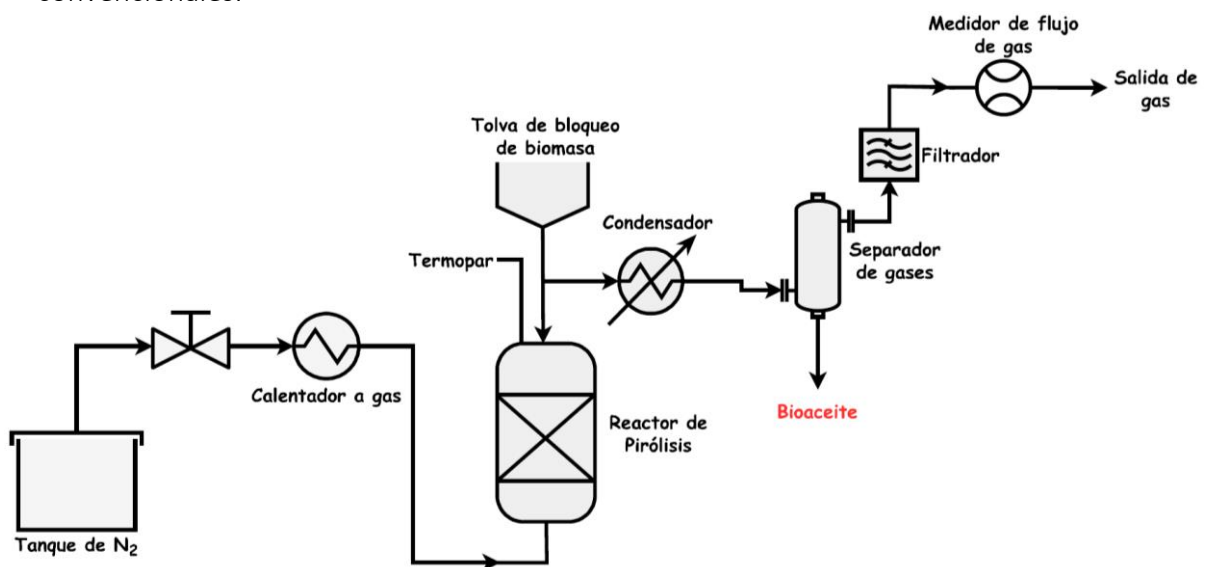 convencionales.
Medidor de flujo
de gas
Salida de
gas
Tolva de bloqueo
de biomasa
Filtrador
Condensador
Separador
de gases
Termopar
Calentador a gas
Bioaceite
Reactor de
Pirólisis
Tanque de N₂